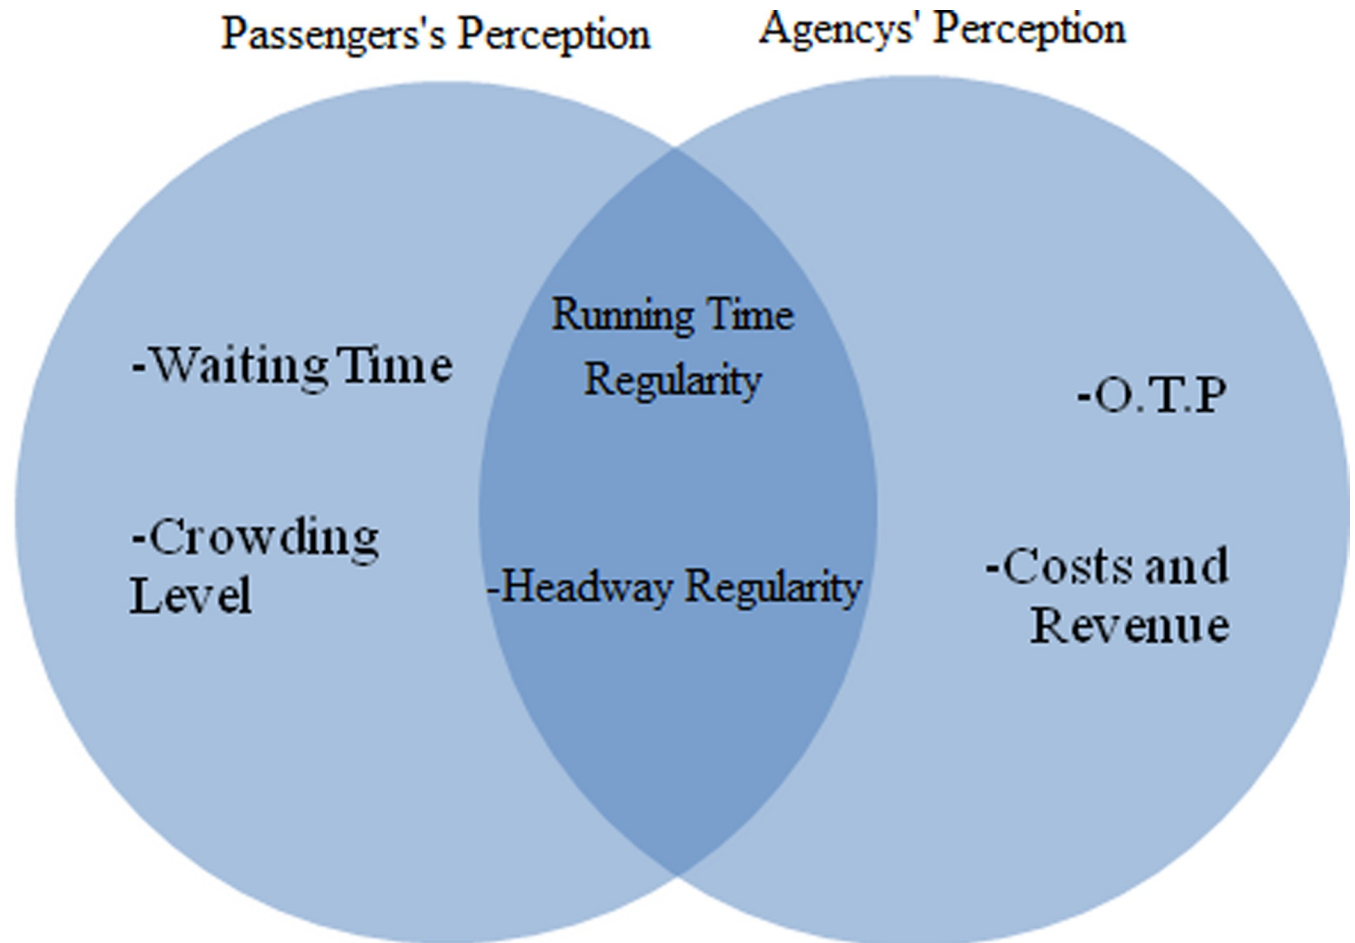 Passengers's Perception
Agencys' Perception
-Waiting Time
-Crowding
Level
Running Time
Regularity
-Headway Regularity
-O.T.P
-Costs and
Revenue